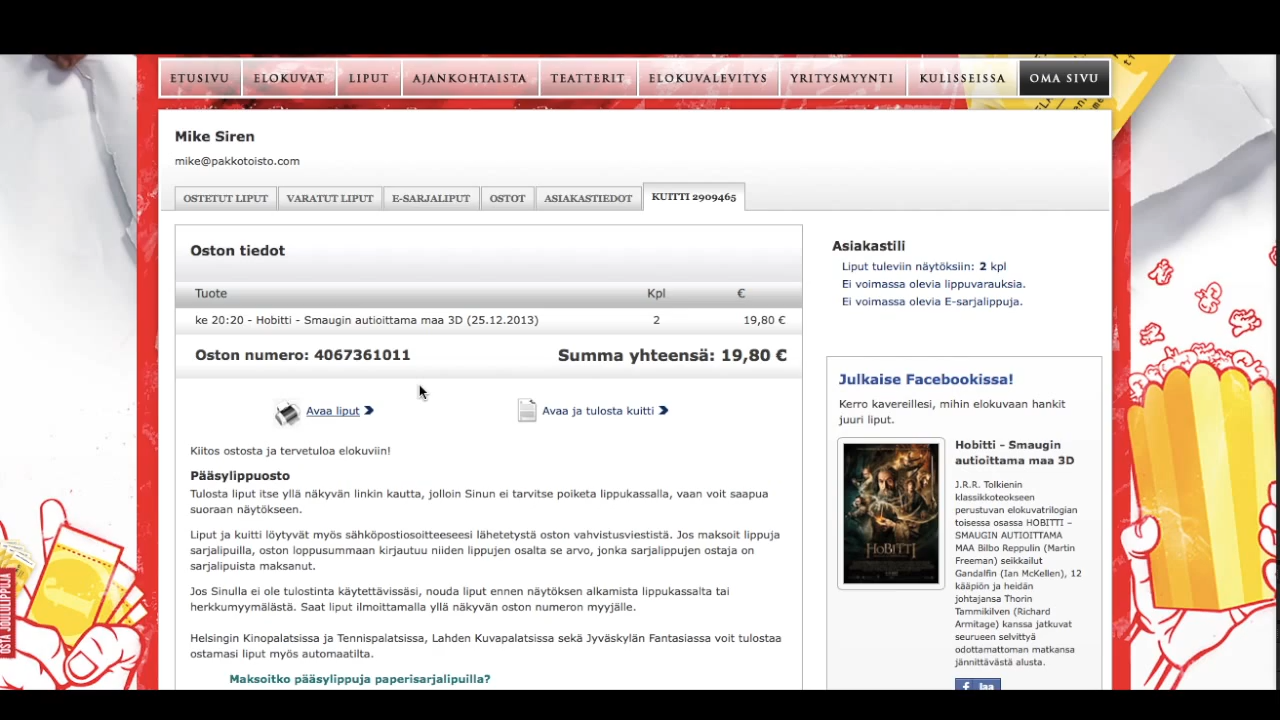 ETUSIVU ELOKUVAT LIPUT AJANKOHTAISTA TEATTERIT ELOKUVALEVITYS YRITYSMYYNTI KULISSEISSA OMA SIVU
Mike Siren
mike@pakkotoisto.com
OSTETUT LIPUT VARATUT LIPUT E-SARJALIPUT OSTOT ASIAKASTIEDOT KUITTI 2909465
Oston tiedot
Tuote Kpl €
ke 20:20 - Hobitti - Smaugin autioittama maa 3D (25.12.2013) 2 19,80 €
Oston numero: 4067361011 Summa yhteensä: 19,80 €
Avaa liput Avaa ja tulosta kuitti
Kiitos ostosta ja tervetuloa elokuviin!
Pääsylippuosto
Tulosta liput itse yllä näkyvän linkin kautta, jolloin Sinun ei tarvitse poiketa lippukassalla, vaan voit saapua
suoraan näytökseen.
Liput ja kuitti löytyvät myös sähköpostiosoitteeseesi lähetetystä oston vahvistusviestistä. Jos maksoit lippuja
sarjalipuilla, oston loppusummaan kirjautuu niiden lippujen osalta se arvo, jonka sarjalippujen ostaja on
sarjalipuista maksanut.
Jos Sinulla ei ole tulostinta käytettävissäsi, nouda liput ennen näytöksen alkamista lippukassalta tai
herkkumyymälästä. Saat liput ilmoittamalla yllä näkyvän oston numeron myyjälle.
Helsingin Kinopalatsissa ja Tennispalatsissa, Lahden Kuvapalatsissa sekä Jyväskylän Fantasiassa voit tulostaa
ostamasi liput myös automaatilta.
Maksoitko pääsylippuja paperisarjalipuilla?
Asiakastili
Liput tuleviin näytöksiin: 2 kpl
Ei voimassa olevia lippuvarauksia.
Ei voimassa olevia E-sarjalippuja.
Julkaise Facebookissa!
Kerro kavereillesi, mihin elokuvaan hankit
juuri liput.
HOBITTI
Hobitti - Smaugin
autioittama maa 3D
J.R.R. Tolkienin
klassikkoteokseen
perustuvan elokuvatrilogian
toisessa osassa HOBITTI –
SMAUGIN AUTIOITTAMA
MAA Bilbo Reppulin (Martin
Freeman) seikkailut
Gandalfin (Ian McKellen), 12
kääpiön ja heidän
johtajansa Thorin
Tammikilven (Richard
Armitage) kanssa jatkuvat
seurueen selvittyä
odottamattoman matkansa
jännittävästä alusta.
f Jaa
OSTA JOULULIPPUJA